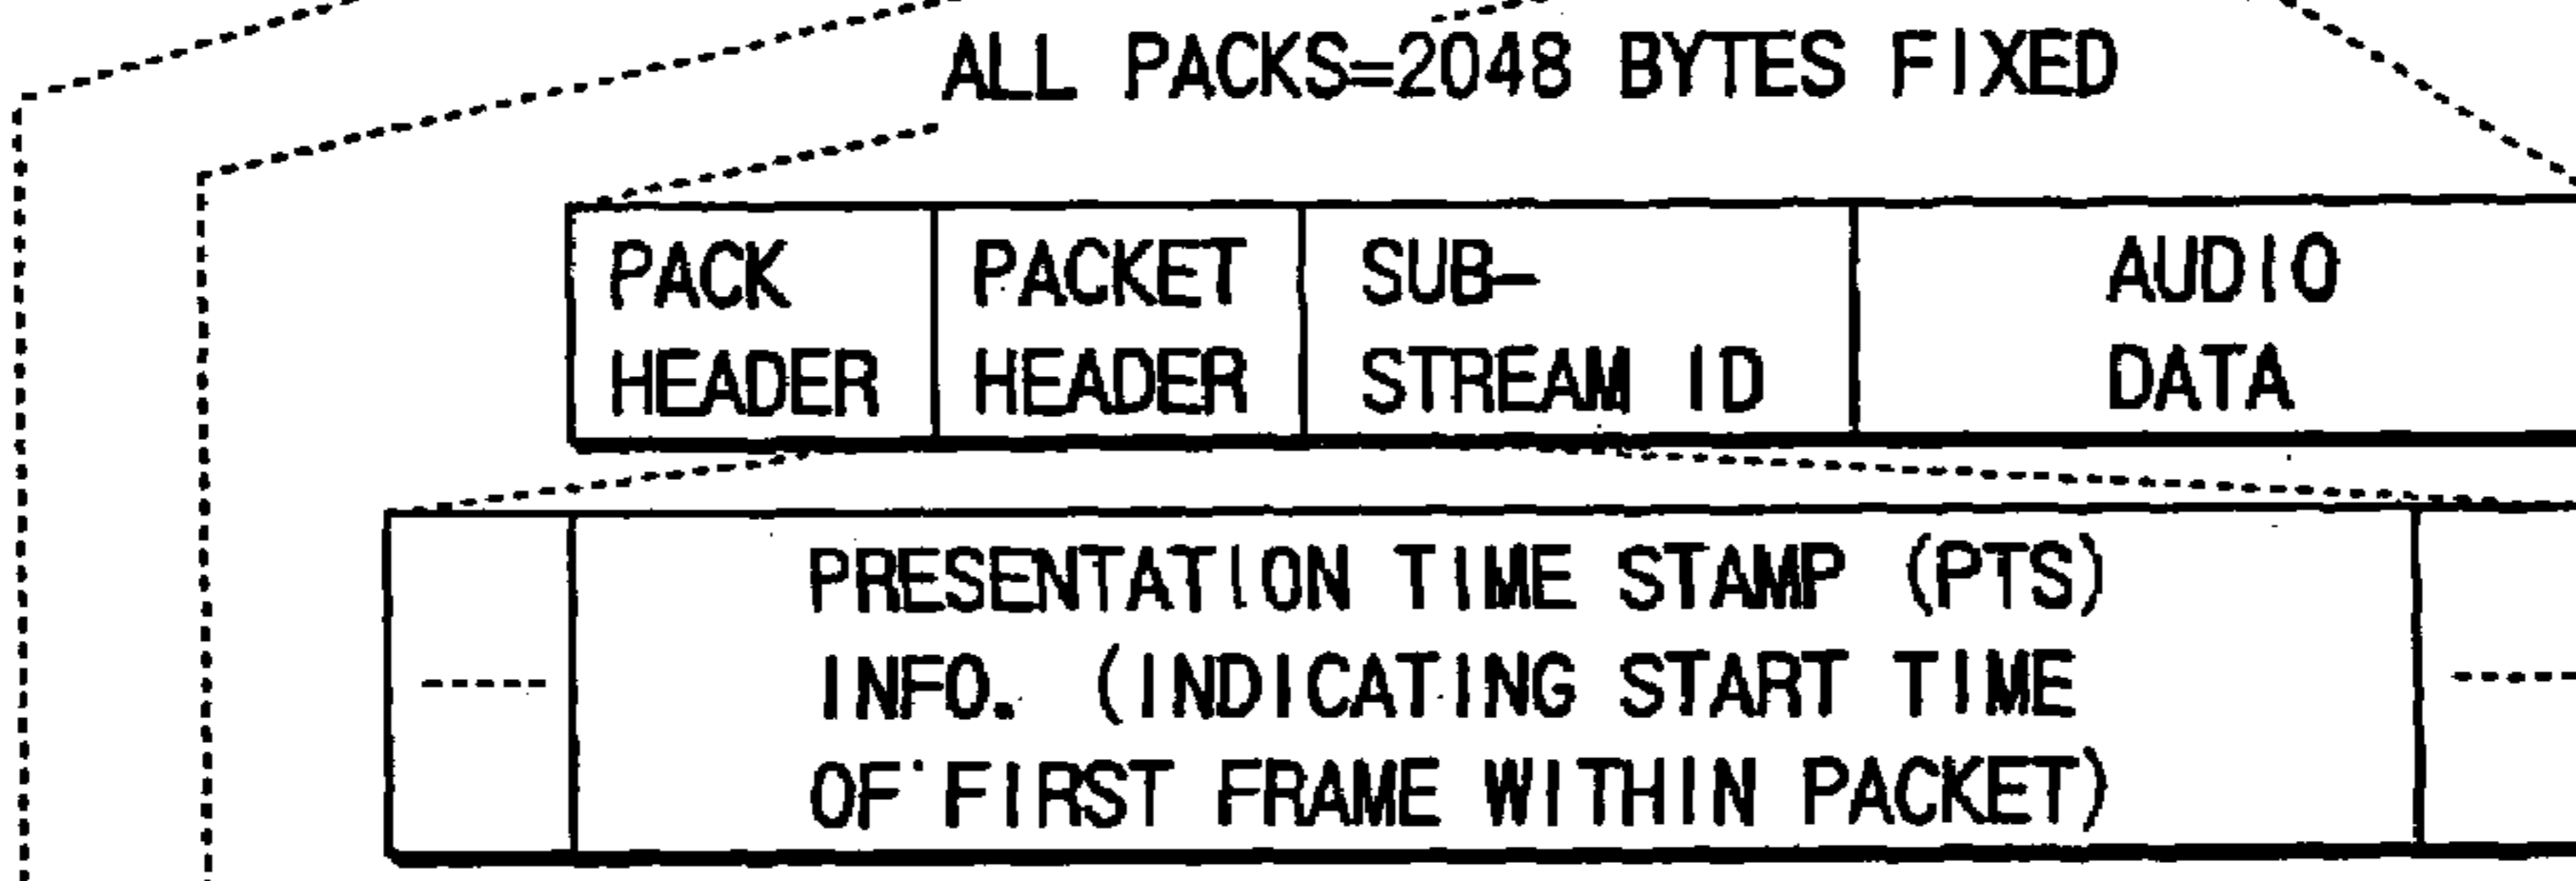 ALL PACKS=2048 BYTES FIXED
PACK
HEADER
PACKET
HEADER
SUB-
STREAM ID
AUDIO
DATA
PRESENTATION TIME STAMP (PTS)
INFO. (INDICATING START TIME
OF FIRST FRAME WITHIN PACKET)